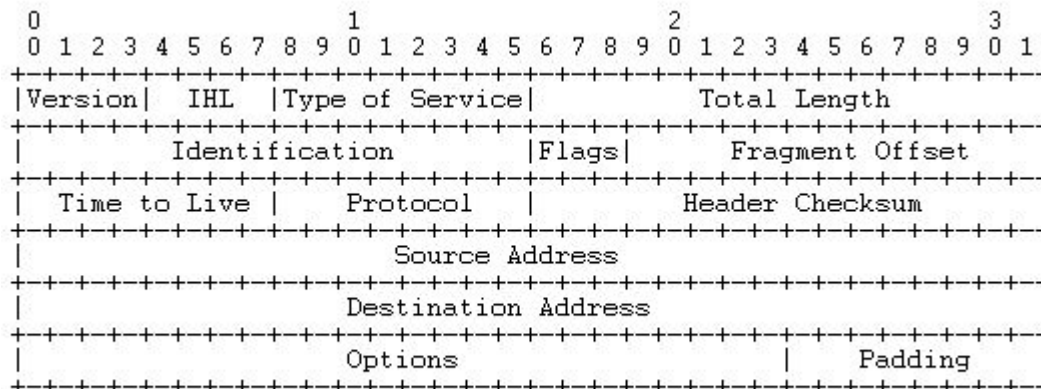 0                   1                   2                   3
0 1 2 3 4 5 6 7 8 9 0 1 2 3 4 5 6 7 8 9 0 1 2 3 4 5 6 7 8 9 0 1
+-+-+-+-+-+-+-+-+-+-+-+-+-+-+-+-+-+-+-+-+-+-+-+-+-+-+-+-+-+-+-+-
|Version|  IHL  |Type of Service|          Total Length
+-+-+-+-+-+-+-+-+-+-+-+-+-+-+-+-+-+-+-+-+-+-+-+-+-+-+-+-+-+-+-+-
|         Identification        |Flags|      Fragment Offset
+-+-+-+-+-+-+-+-+-+-+-+-+-+-+-+-+-+-+-+-+-+-+-+-+-+-+-+-+-+-+-+-
|  Time to Live |    Protocol   |         Header Checksum
+-+-+-+-+-+-+-+-+-+-+-+-+-+-+-+-+-+-+-+-+-+-+-+-+-+-+-+-+-+-+-+-
|                       Source Address
+-+-+-+-+-+-+-+-+-+-+-+-+-+-+-+-+-+-+-+-+-+-+-+-+-+-+-+-+-+-+-+-
|                    Destination Address
+-+-+-+-+-+-+-+-+-+-+-+-+-+-+-+-+-+-+-+-+-+-+-+-+-+-+-+-+-+-+-+-
|                    Options                    |    Padding
+-+-+-+-+-+-+-+-+-+-+-+-+-+-+-+-+-+-+-+-+-+-+-+-+-+-+-+-+-+-+-+-